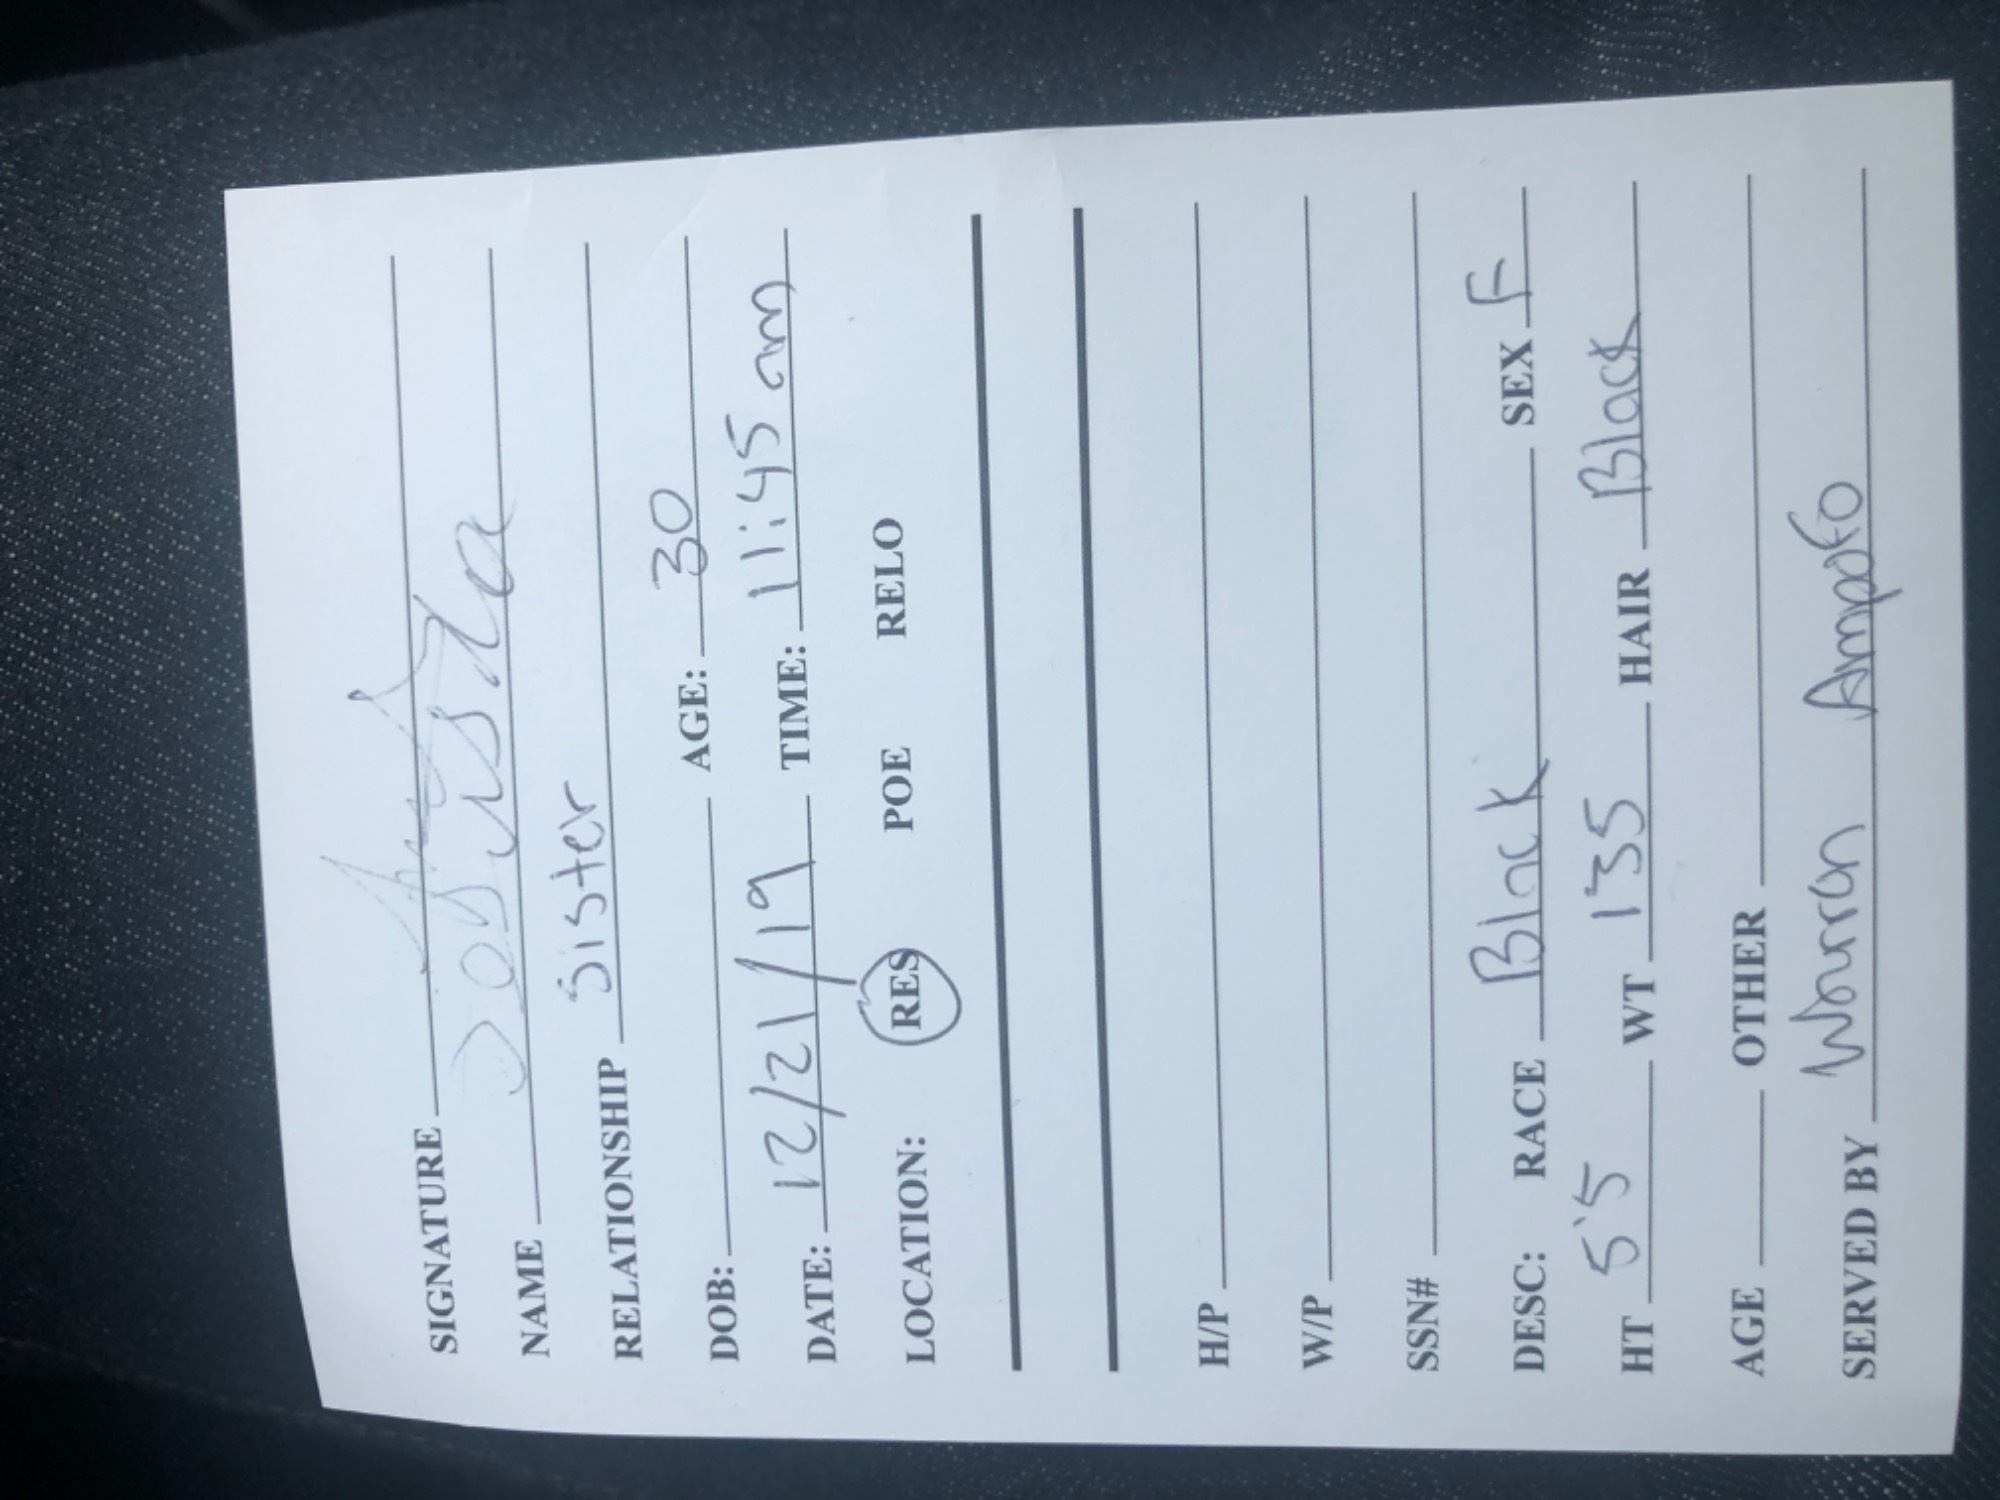 SIGNATURE
NAME
RELATIONSHIP Sister
DOB: AGE: 30
DATE: 12/21/19 TIME: 11:45 am
LOCATION: RES POE RELO
H/P
W/P
SSN#
DESC: RACE Black SEX F
HT 5'5 WT 135 HAIR Black
AGE OTHER
SERVED BY Warran Ampofo